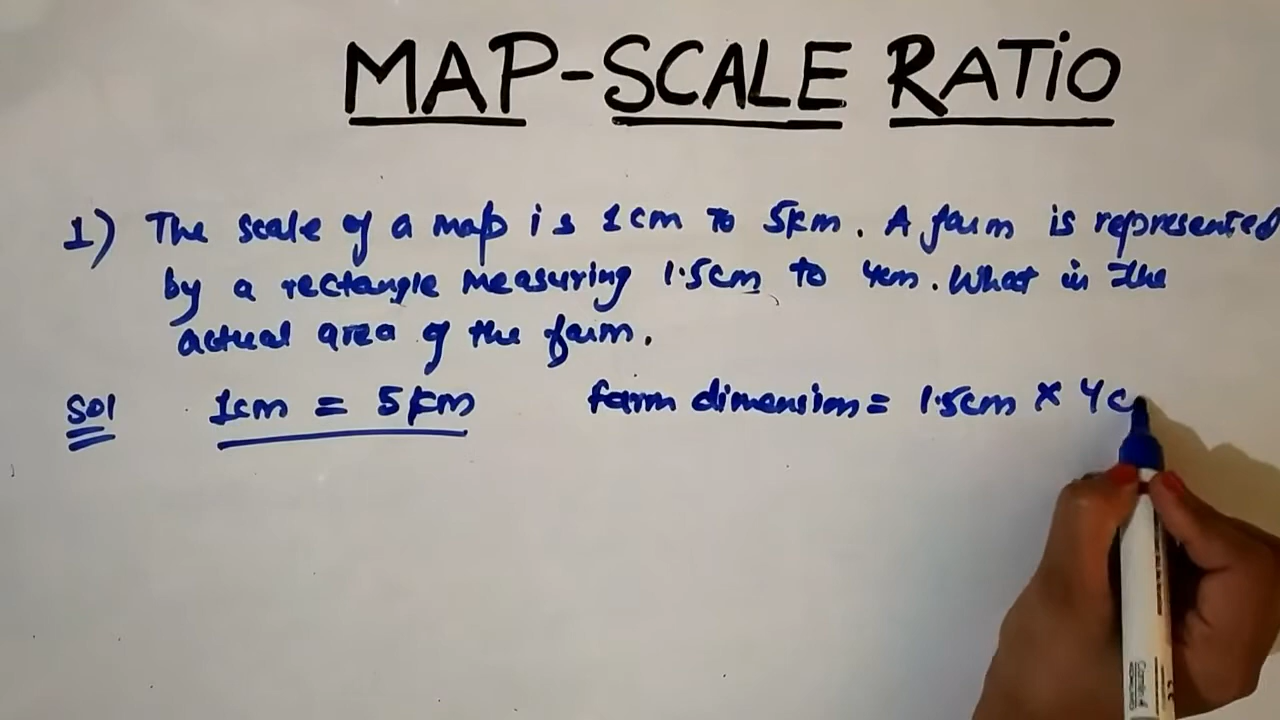 MAP-SCALE RATiO
1) The scale of a map is 1cm to 5km. A farm is represented
by a rectangle measuring 1.5cm to 4cm. What is the
actual area of the farm.
Sol 1cm = 5km farm dimension = 1.5cm × 4c